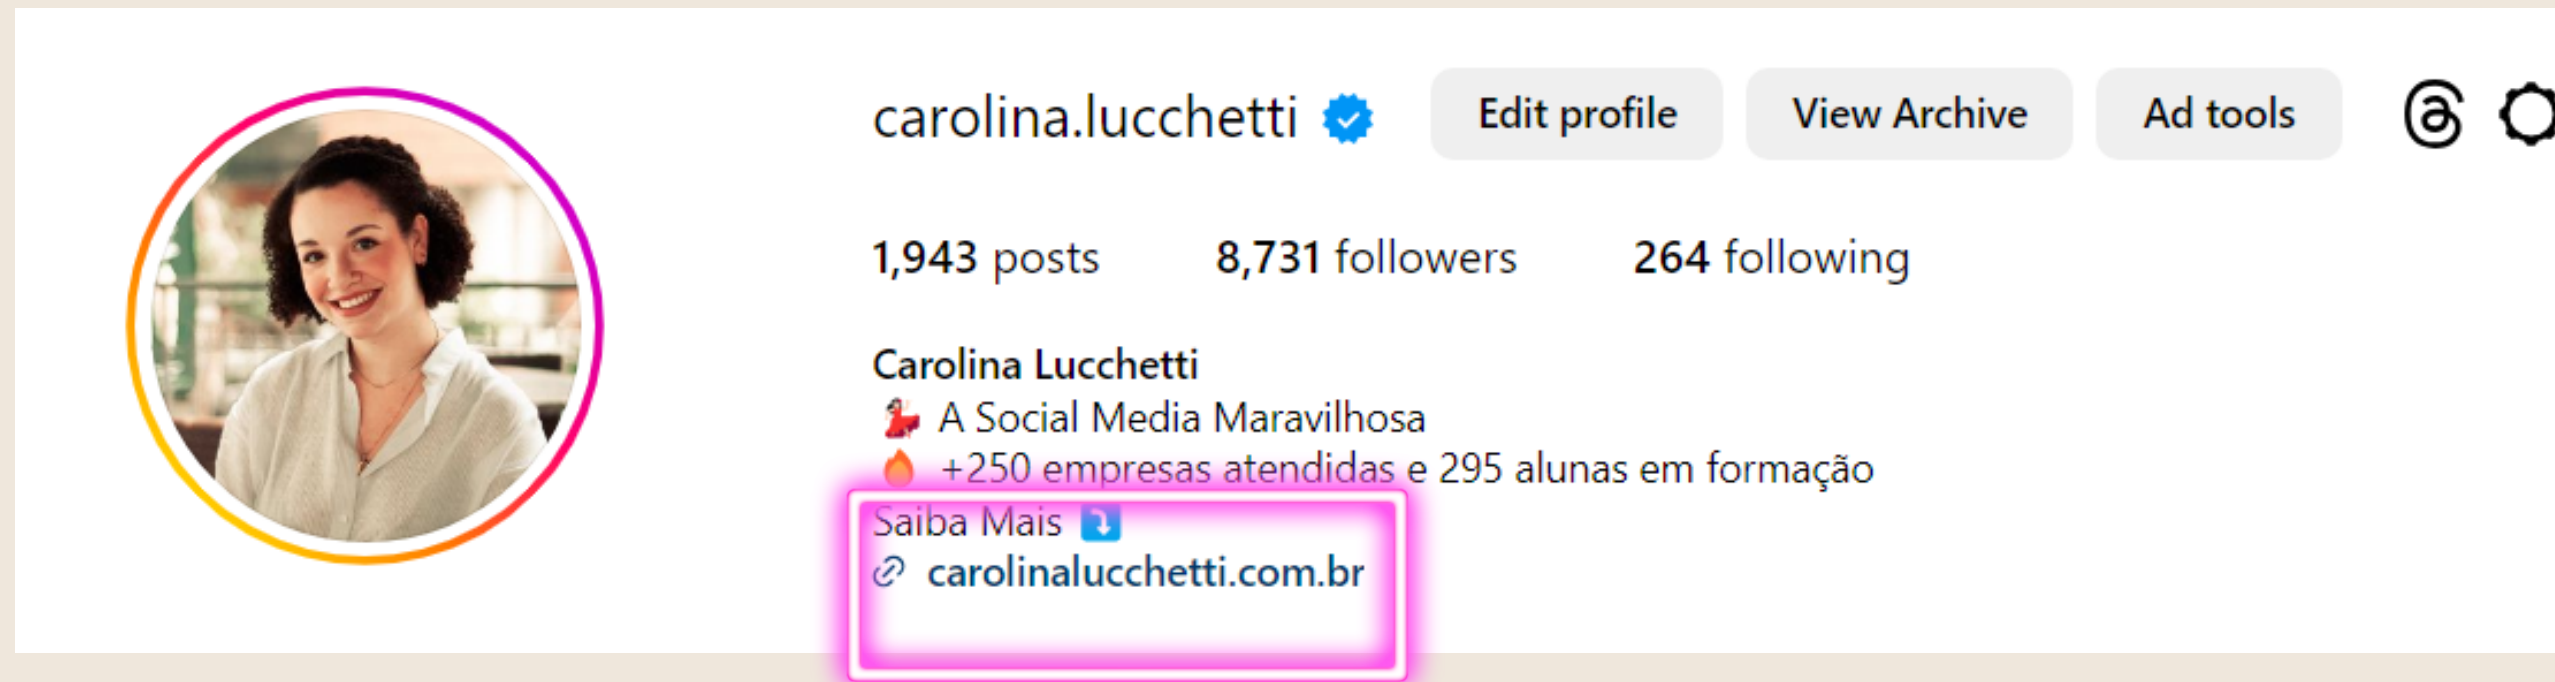 carolina.lucchetti Edit profile View Archive Ad tools
1,943 posts 8,731 followers 264 following
Carolina Lucchetti
💃 A Social Media Maravilhosa
🔥 +250 empresas atendidas e 295 alunas em formação
Saiba Mais ⤵️
carolinalucchetti.com.br